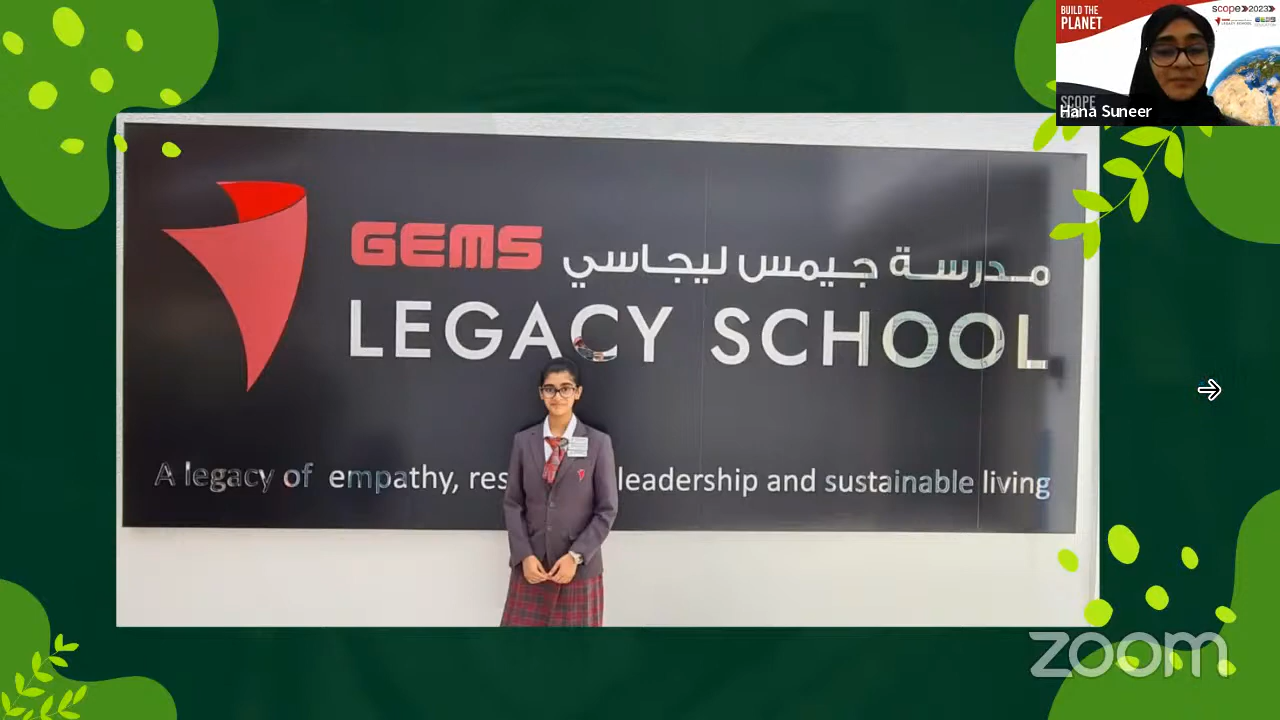 GEMS مدرسة جيمس ليجاسي
LEGACY SCHOOL
A legacy of empathy, res leadership and sustainable living
BUILD THE
PLANET
SCOPE 2023
SCOPE
Hana Suneer
zoom